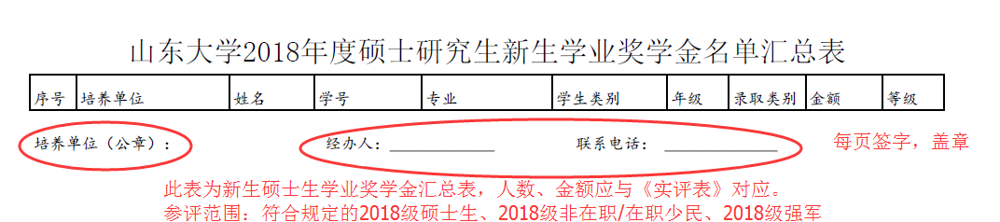 山东大学2018年度硕士研究生新生学业奖学金名单汇总表
序号 培养单位 姓名 学号 专业 学生类别 年级 录取类别 金额 等级
培养单位（公章）： 经办人：____________ 联系电话：_____________ 每页签字，盖章
此表为新生硕士生学业奖学金汇总表，人数、金额应与《实评表》对应。
参评范围：符合规定的2018级硕士生、2018级非在职/在职少民、2018级强军